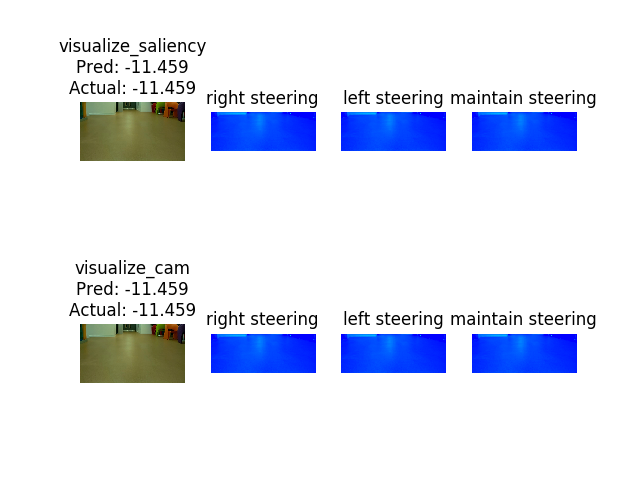 visualize_saliency
Pred: -11.459
Actual: -11.459
right steering
left steering
maintain steering
visualize_cam
Pred: -11.459
Actual: -11.459
right steering
left steering
maintain steering